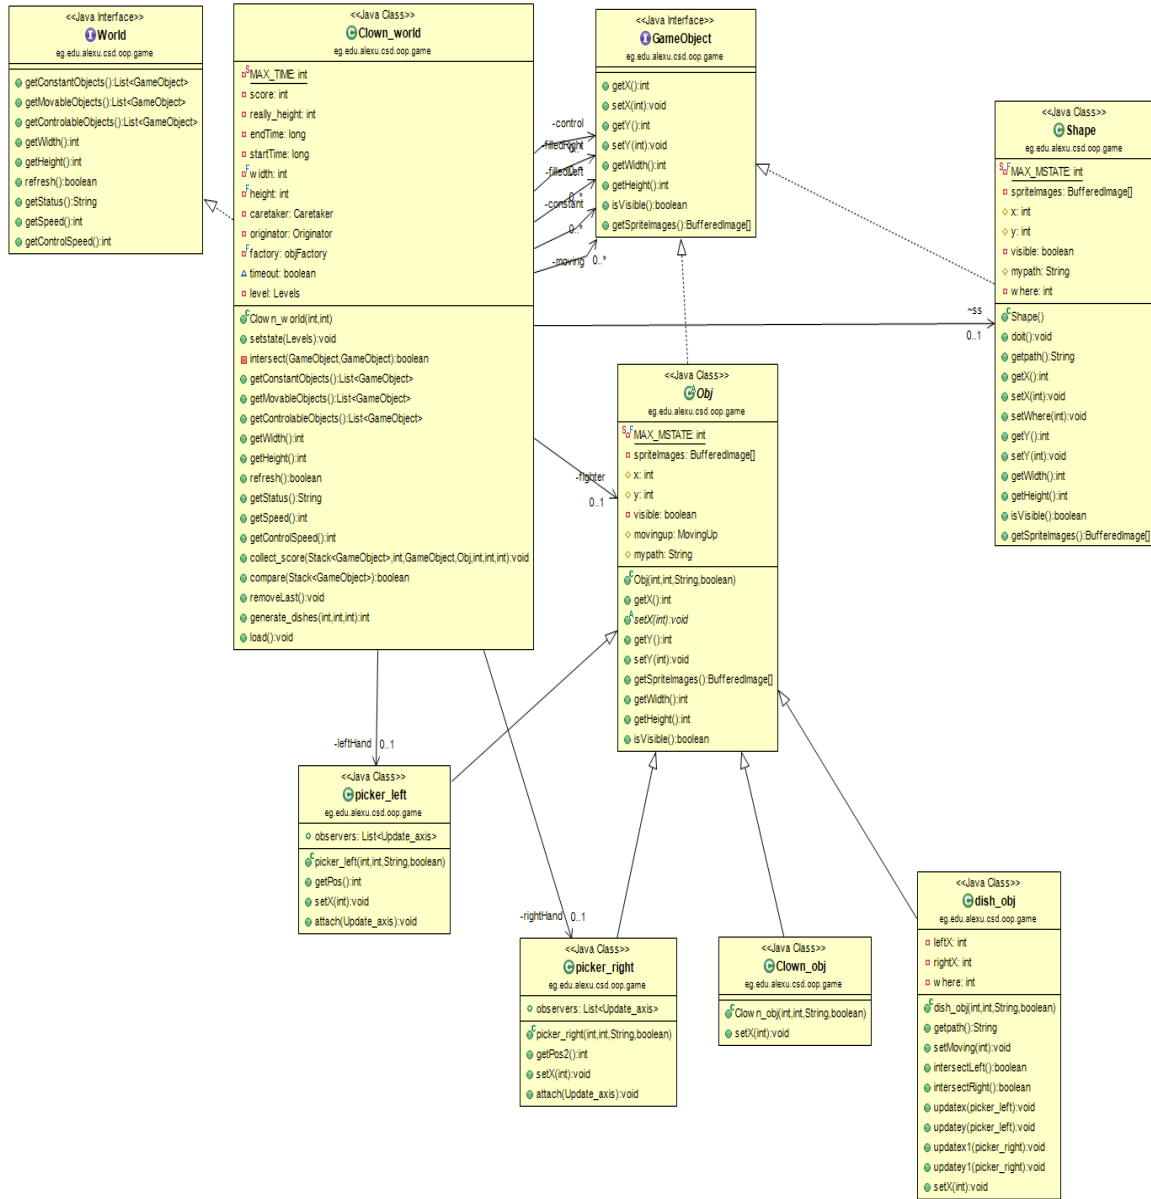 <<Java Interface>>
World
eg.edu.alexu.csd.oop.game
getConstantObjects():List<GameObject>
getMovableObjects():List<GameObject>
getControlableObjects():List<GameObject>
getWidth():int
getHeight():int
refresh():boolean
getStatus():String
getSpeed():int
getControlSpeed():int
<<Java Class>>
Clown_world
eg.edu.alexu.csd.oop.game
MAX_TIME: int
score: int
really_height: int
endTime: long
startTime: long
width: int
height: int
caretaker: Caretaker
originator: Originator
factory: objFactory
timeout: boolean
level: Levels
Clown_world(int,int)
setstate(Levels):void
intersect(GameObject,GameObject):boolean
getConstantObjects():List<GameObject>
getMovableObjects():List<GameObject>
getControlableObjects():List<GameObject>
getWidth():int
getHeight():int
refresh():boolean
getStatus():String
getSpeed():int
getControlSpeed():int
collect_score(Stack<GameObject>,int,GameObject,Obj,int,int,int):void
compare(Stack<GameObject>):boolean
removeLast():void
generate_dishes(int,int,int):int
load():void
-control
-filledRight
0..*
-filledLeft
0..*
-constant
0..*
-moving
0..*
<<Java Interface>>
GameObject
eg.edu.alexu.csd.oop.game
getX():int
setX(int):void
getY():int
setY(int):void
getWidth():int
getHeight():int
isVisible():boolean
getSpriteImages():BufferedImage[]
<<Java Class>>
Shape
eg.edu.alexu.csd.oop.game
MAX_MSTATE: int
spriteImages: BufferedImage[]
x: int
y: int
visible: boolean
mypath: String
where: int
Shape()
doit():void
getpath():String
getX():int
setX(int):void
setWhere(int):void
getY():int
setY(int):void
getWidth():int
getHeight():int
isVisible():boolean
getSpriteImages():BufferedImage[]
~ss
0..1
-fighter
0..1
<<Java Class>>
Obj
eg.edu.alexu.csd.oop.game
MAX_MSTATE: int
spriteImages: BufferedImage[]
x: int
y: int
visible: boolean
movingup: MovingUp
mypath: String
Obj(int,int,String,boolean)
getX():int
setX(int):void
getY():int
setY(int):void
getSpriteImages():BufferedImage[]
getWidth():int
getHeight():int
isVisible():boolean
-leftHand 0..1
<<Java Class>>
picker_left
eg.edu.alexu.csd.oop.game
observers: List<Update_axis>
picker_left(int,int,String,boolean)
getPos():int
setX(int):void
attach(Update_axis):void
-rightHand 0..1
<<Java Class>>
picker_right
eg.edu.alexu.csd.oop.game
observers: List<Update_axis>
picker_right(int,int,String,boolean)
getPos2():int
setX(int):void
attach(Update_axis):void
<<Java Class>>
Clown_obj
eg.edu.alexu.csd.oop.game
Clown_obj(int,int,String,boolean)
setX(int):void
<<Java Class>>
dish_obj
eg.edu.alexu.csd.oop.game
leftX: int
rightX: int
where: int
dish_obj(int,int,String,boolean)
getpath():String
setMoving(int):void
intersectLeft():boolean
intersectRight():boolean
updatex(picker_left):void
updatey(picker_left):void
updatex1(picker_right):void
updatey1(picker_right):void
setX(int):void